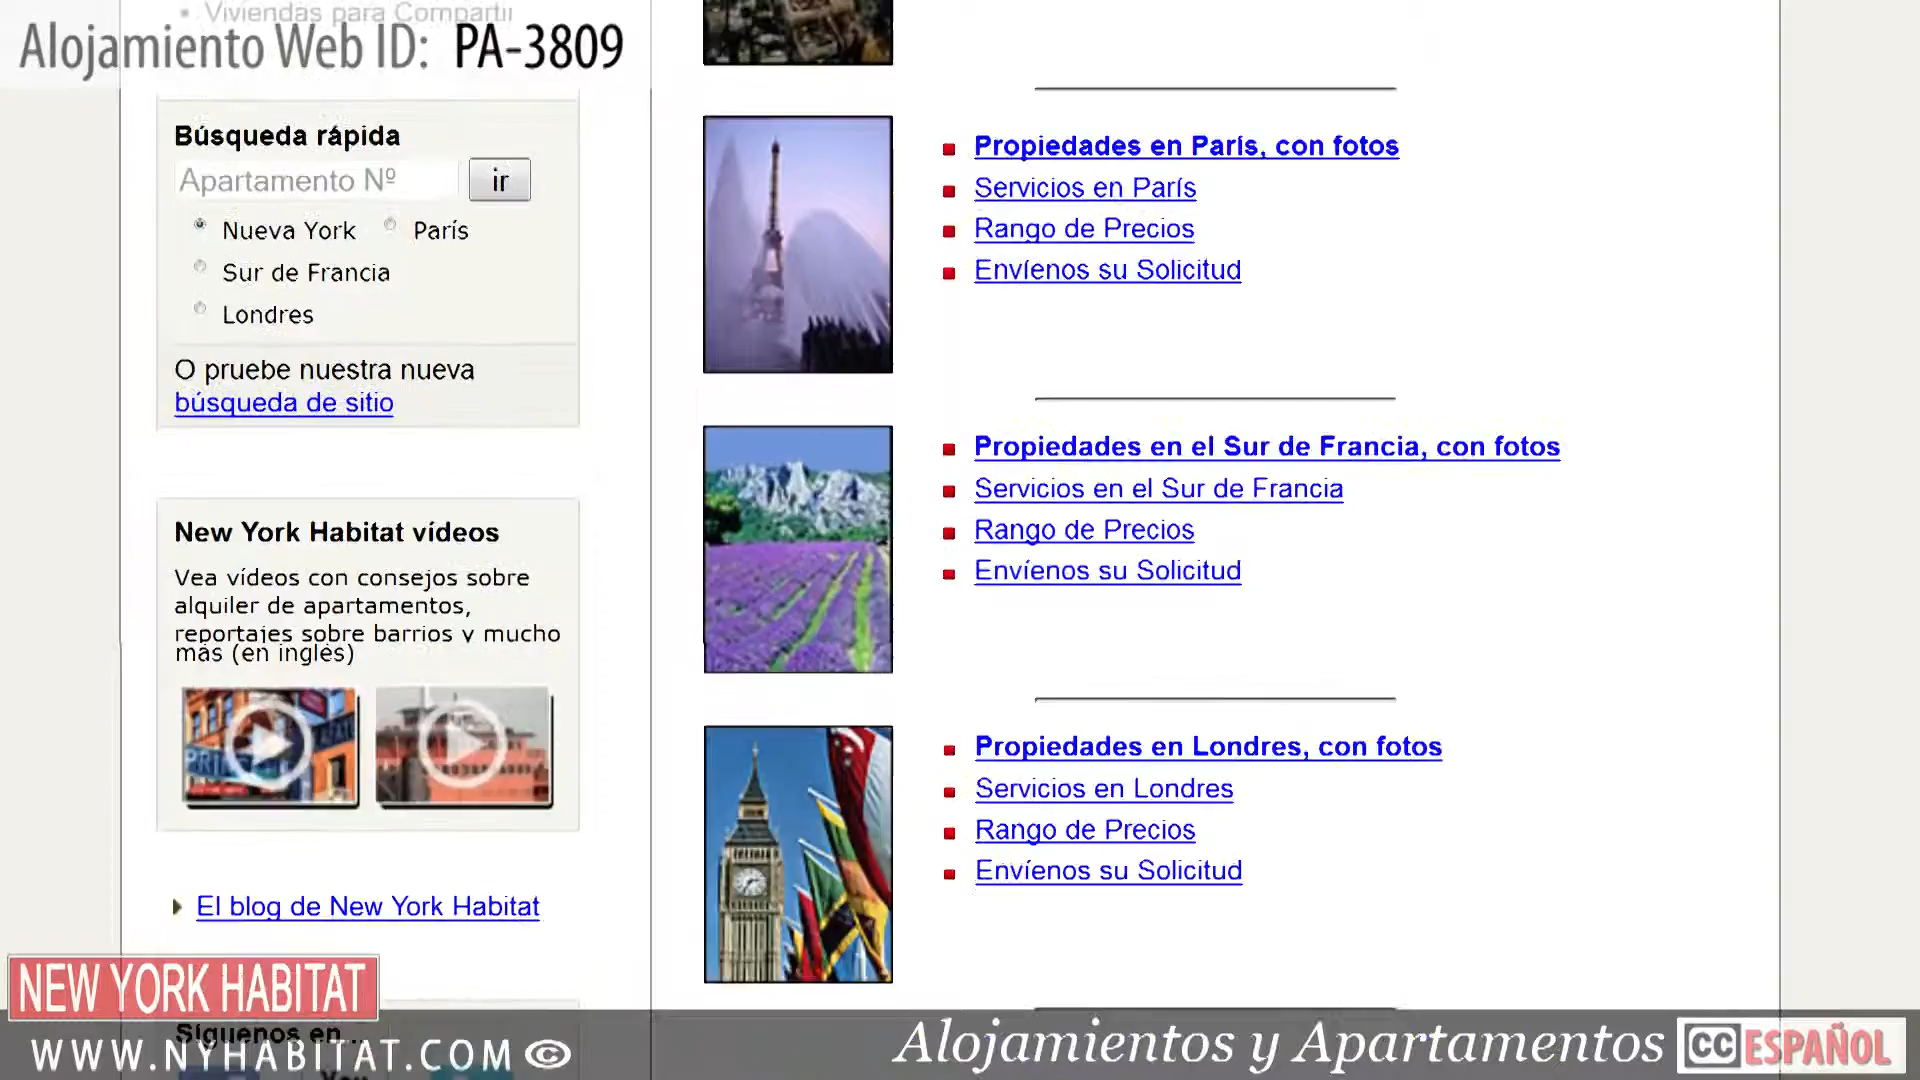 Viviendas para Compartir
Alojamiento Web ID: PA-3809
Búsqueda rápida
Apartamento Nº
ir
Nueva York
París
Sur de Francia
Londres
O pruebe nuestra nueva
búsqueda de sitio
New York Habitat vídeos
Vea vídeos con consejos sobre
alquiler de apartamentos,
reportajes sobre barrios y mucho
más (en inglés)
El blog de New York Habitat
Propiedades en París, con fotos
Servicios en París
Rango de Precios
Envíenos su Solicitud
Propiedades en el Sur de Francia, con fotos
Servicios en el Sur de Francia
Rango de Precios
Envíenos su Solicitud
Propiedades en Londres, con fotos
Servicios en Londres
Rango de Precios
Envíenos su Solicitud
NEW YORK HABITAT
Síguenos en...
WWW.NYHABITAT.COM ©
Alojamientos y Apartamentos
CC ESPAÑOL